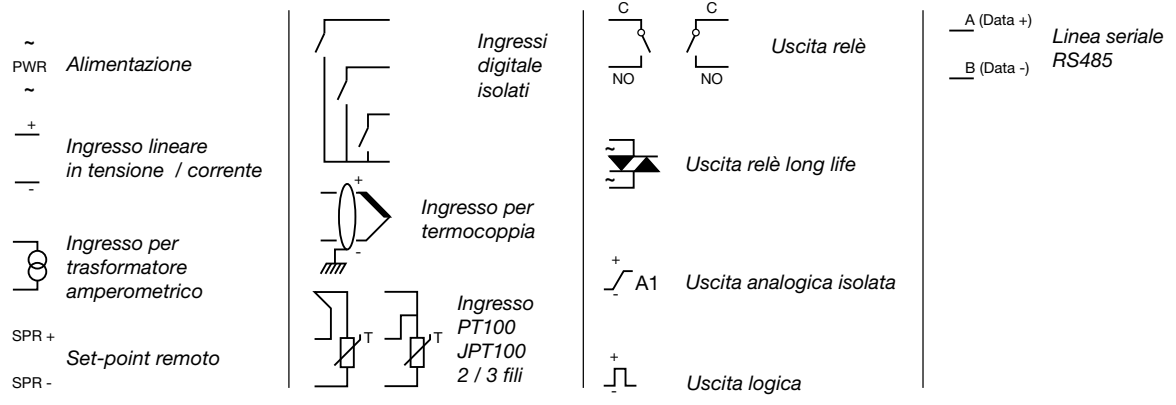 ~
PWR
~
Alimentazione
+
-
Ingresso lineare
in tensione / corrente
Ingresso per
trasformatore
amperometrico
SPR +
SPR -
Set-point remoto
Ingressi
digitale
isolati
+
-
Ingresso per
termocoppia
T
T
Ingresso
PT100
JPT100
2 / 3 fili
C
C
NO
NO
Uscita relè
~
~
Uscita relè long life
+
-
A1
Uscita analogica isolata
+
-
Uscita logica
A (Data +)
B (Data -)
Linea seriale
RS485